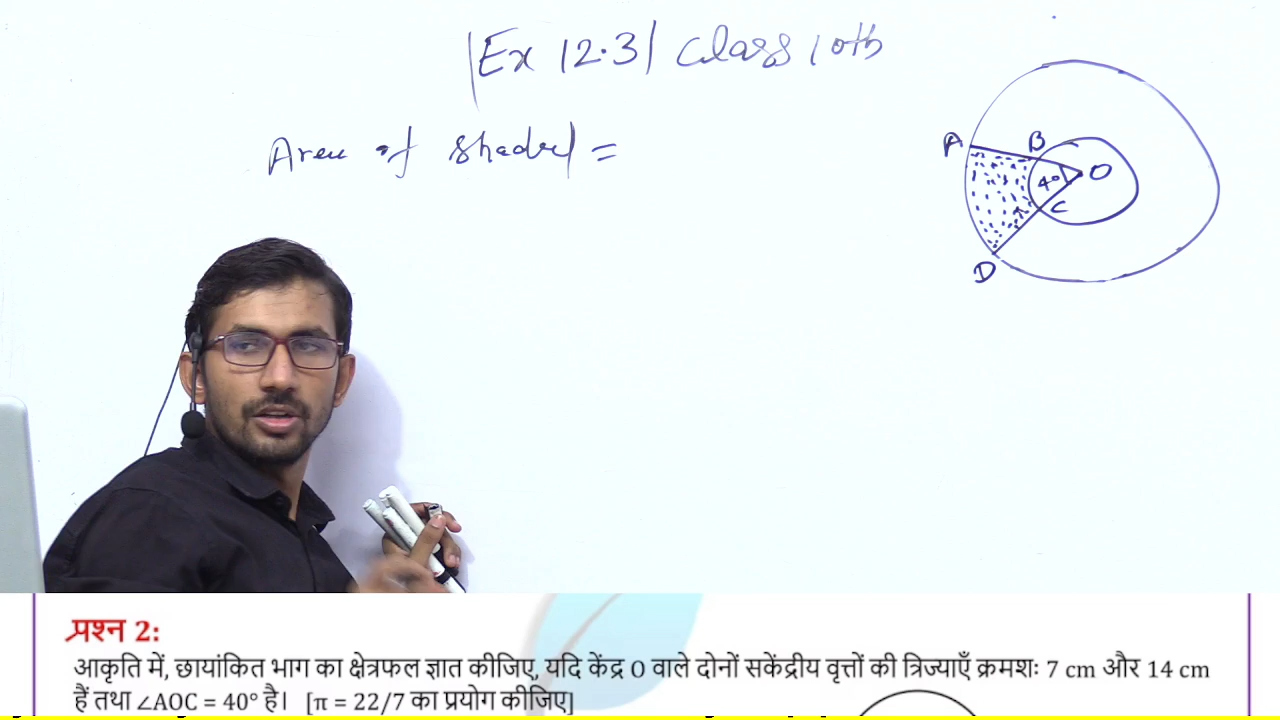 Ex 12.3 Class 10th
Area of shaded =
A B
40 O
C
D
प्रश्न 2:
आकृति में, छायांकित भाग का क्षेत्रफल ज्ञात कीजिए, यदि केंद्र O वाले दोनों सकेंद्रीय वृत्तों की त्रिज्याएँ क्रमशः 7 cm और 14 cm
हैं तथा ∠AOC = 40° है। [π = 22/7 का प्रयोग कीजिए]